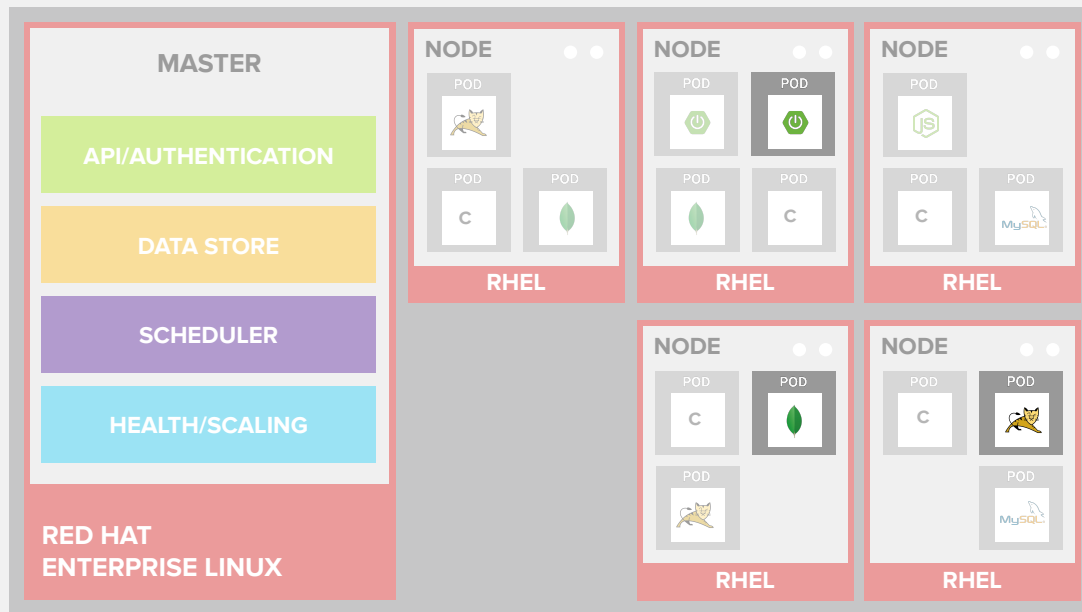 MASTER
API/AUTHENTICATION
DATA STORE
SCHEDULER
HEALTH/SCALING
RED HAT
ENTERPRISE LINUX
NODE
POD
POD
C
POD
RHEL
NODE
POD
POD
POD
POD
C
RHEL
NODE
POD
JS
POD
C
POD
MySQL
RHEL
NODE
POD
C
POD
POD
RHEL
NODE
POD
C
POD
POD
MySQL
RHEL